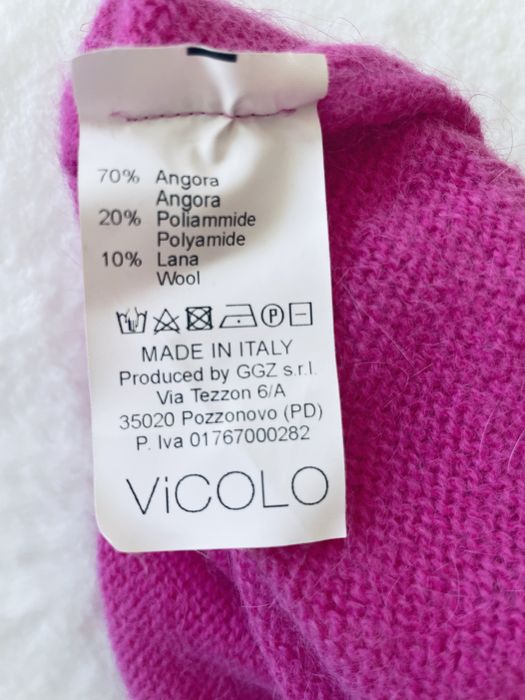 70% Angora
Angora
20% Poliammide
Polyamide
10% Lana
Wool
P
MADE IN ITALY
Produced by GGZ s.r.l.
Via Tezzon 6/A
35020 Pozzonovo (PD)
P. Iva 01767000282
ViCOLO